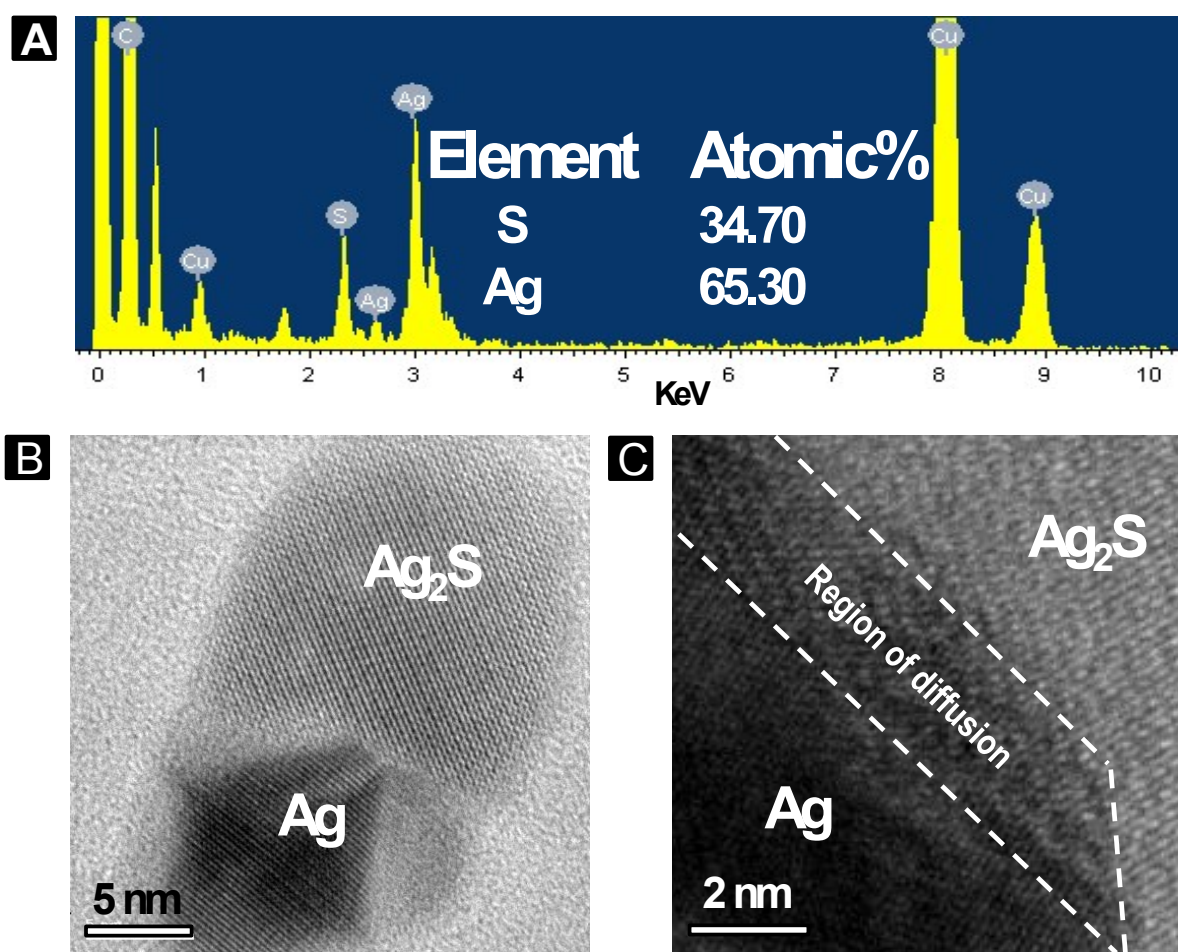 A
C
Cu
Ag
Element Atomic%
S
S 34.70
Cu
Cu
Ag
Ag 65.30
0 1 2 3 4 5 6 7 8 9 10
KeV
B
Ag₂S
Ag
5 nm
C
Ag₂S
Region of diffusion
Ag
2 nm